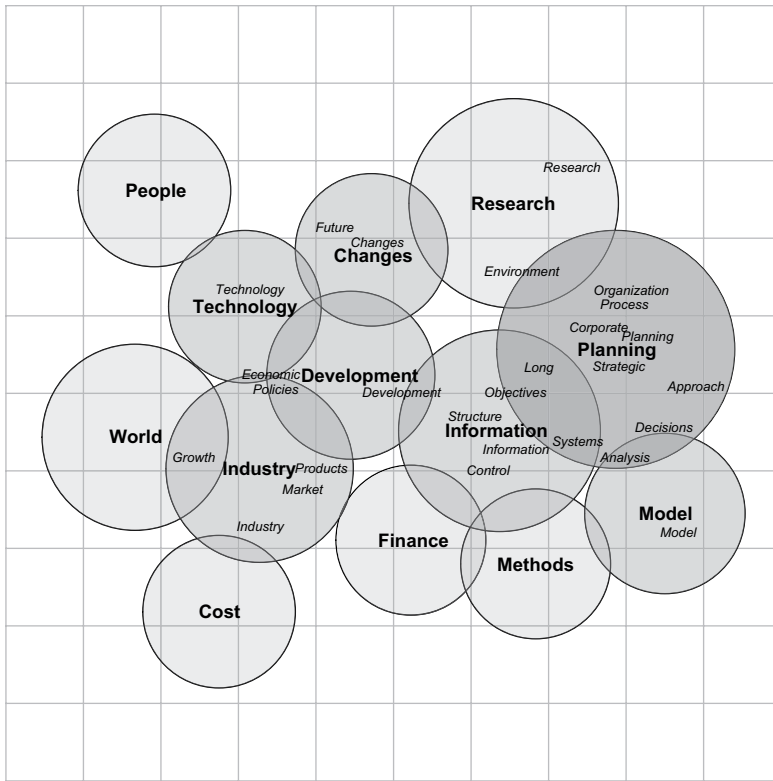 Research
People
Research
Future
Changes
Changes
Environment
Technology
Technology
Organization
Process
Corporate
Planning
Planning
Strategic
Long
Economic
Development
Policies
Development
Objectives
Approach
Structure
Information
Decisions
World
Systems
Information
Growth
Analysis
Industry
Products
Control
Market
Model
Model
Industry
Finance
Methods
Cost